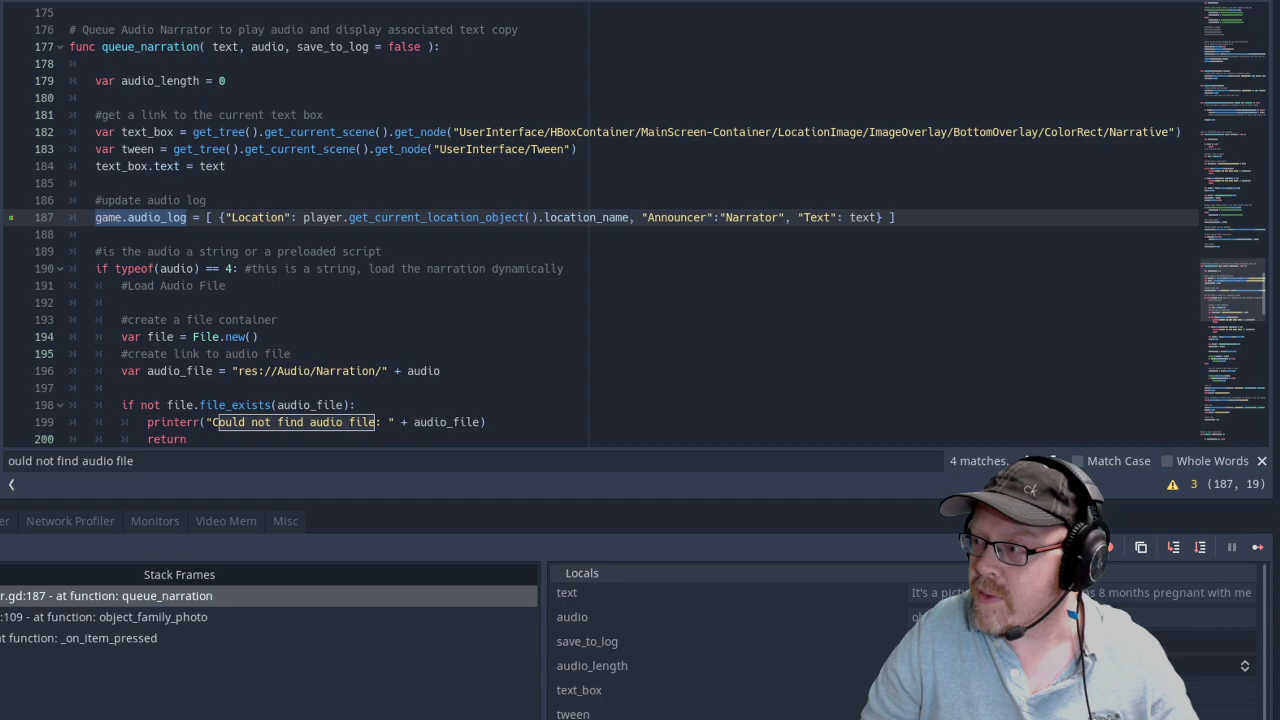 175
176 # Queue Audio Narrator to play audio and display associated text copy
177 func queue_narration( text, audio, save_to_log = false ):
178
179 var audio_length = 0
180
181 #get a link to the current text box
182 var text_box = get_tree().get_current_scene().get_node("UserInterface/HBoxContainer/MainScreen-Container/LocationImage/ImageOverlay/BottomOverlay/ColorRect/Narrative")
183 var tween = get_tree().get_current_scene().get_node("UserInterface/Tween")
184 text_box.text = text
185
186 #update audio log
187 game.audio_log = [ {"Location": player.get_current_location_object().location_name, "Announcer":"Narrator", "Text": text} ]
188
189 #is the audio a string or a preloaded script
190 if typeof(audio) == 4: #this is a string, load the narration dynamically
191 #Load Audio File
192
193 #create a file container
194 var file = File.new()
195 #create link to audio file
196 var audio_file = "res://Audio/Narration/" + audio
197
198 if not file.file_exists(audio_file):
199 printerr("Could not find audio file: " + audio_file)
200 return
ould not find audio file 4 matches. Match Case Whole Words
3 (187, 19)
er Network Profiler Monitors Video Mem Misc
Stack Frames
r.gd:187 - at function: queue_narration
:109 - at function: object_family_photo
at function: _on_item_pressed
Locals
text It's a pictu s 8 months pregnant with me
audio
save_to_log
audio_length
text_box
tween
ck